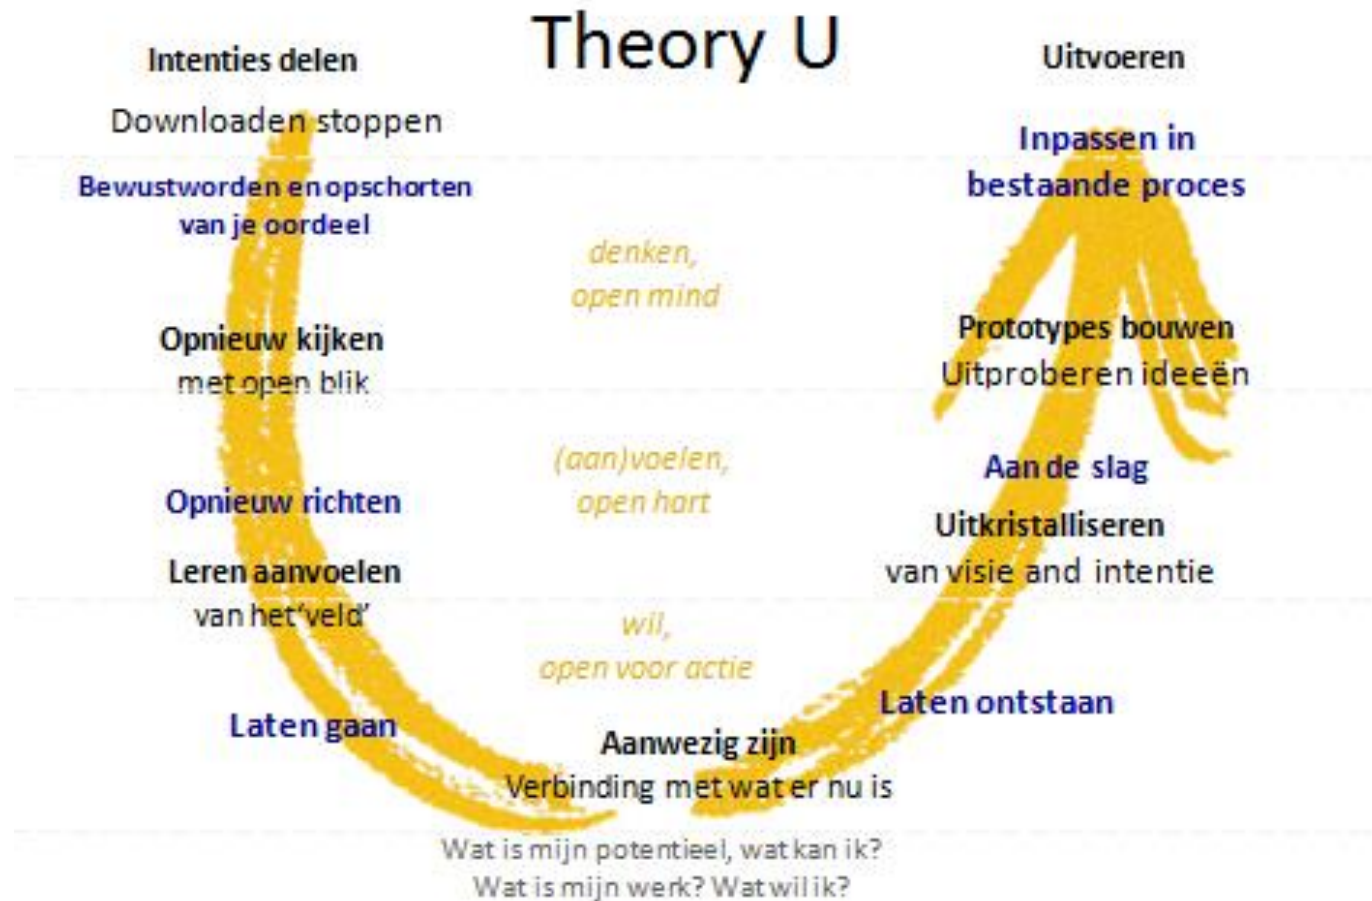 Theory U
Intenties delen
Downloaden stoppen
Bewustworden en opschorten
van je oordeel
Opnieuw kijken
met open blik
Opnieuw richten
Leren aanvoelen
van het ‘veld’
Laten gaan
denken,
open mind
(aan)voelen,
open hart
wil,
open voor actie
Aanwezig zijn
Verbinding met wat er nu is
Wat is mijn potentieel, wat kan ik?
Wat is mijn werk? Wat wil ik?
Uitvoeren
Inpassen in
bestaande proces
Prototypes bouwen
Uitproberen ideeën
Aan de slag
Uitkristalliseren
van visie and intentie
Laten ontstaan